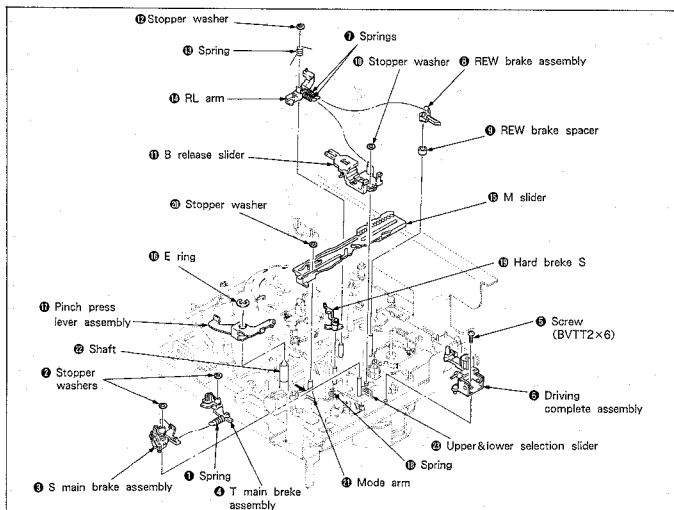 ⓬ Stopper washer
❼ Springs
⓭ Spring
❿ Stopper washer
❽ REW brake assembly
⓮ RL arm
❾ REW brake spacer
⓫ B release slider
⓴ Stopper washer
⓯ M slider
⓰ E ring
⓳ Hard breke S
⓱ Pinch press
lever assembly
❺ Screw
(BVTT2×6)
㉒ Shaft
❷ Stopper
washers
❻ Driving
complete assembly
㉓ Upper&lower selection slider
❶ Spring
⓲ Spring
❸ S main brake assembly
❹ T main breke
assembly
㉑ Mode arm